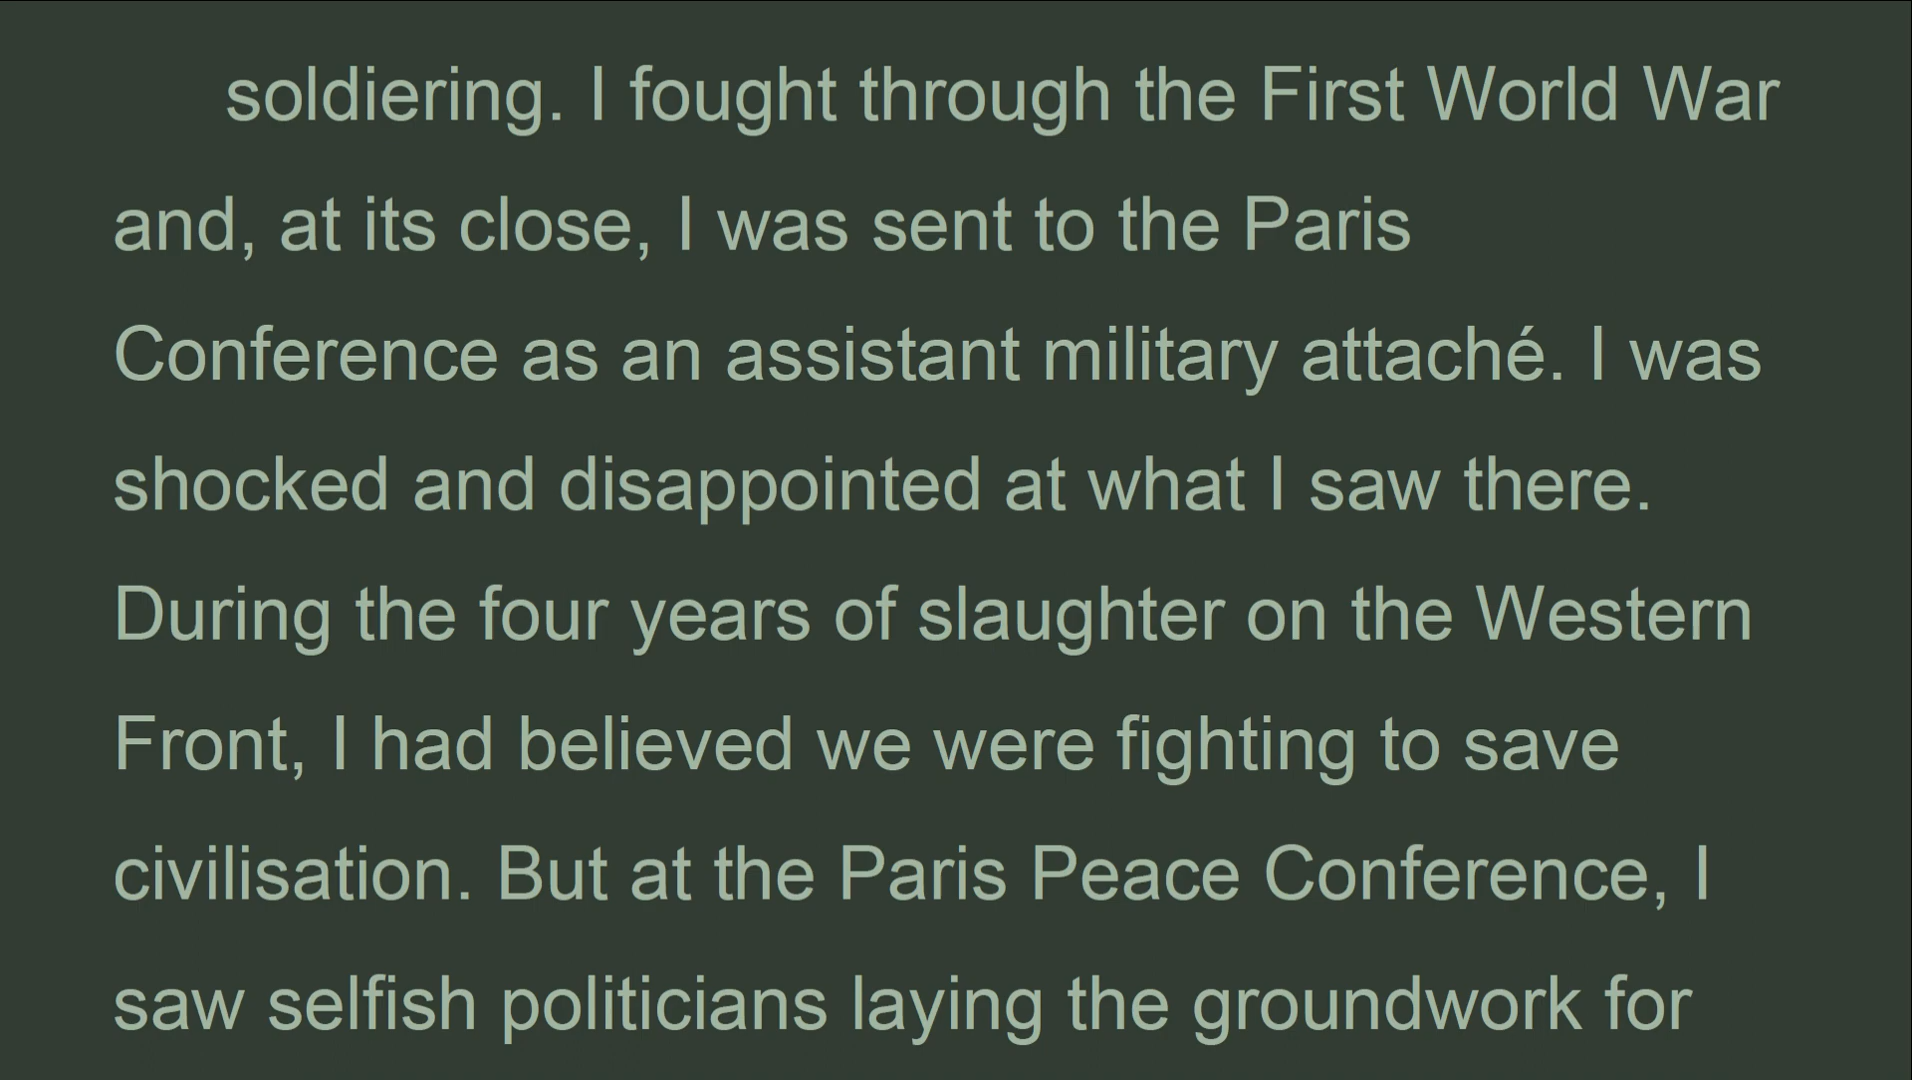 soldiering. I fought through the First World War
and, at its close, I was sent to the Paris
Conference as an assistant military attaché. I was
shocked and disappointed at what I saw there.
During the four years of slaughter on the Western
Front, I had believed we were fighting to save
civilisation. But at the Paris Peace Conference, I
saw selfish politicians laying the groundwork for